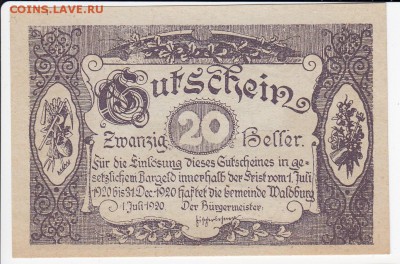 COINS.LAVE.RU
Gutschein
Zwanzig 20 Heller.
Für die Einlösung dieses Gutscheines in ge-
setzlichem Bargeld innerhalb der Frist vom 1. Juli
1920 bis 31. Dec. 1920 haftet die Gemeinde Waldburg
1. Juli 1920 Der Bürgermeister: